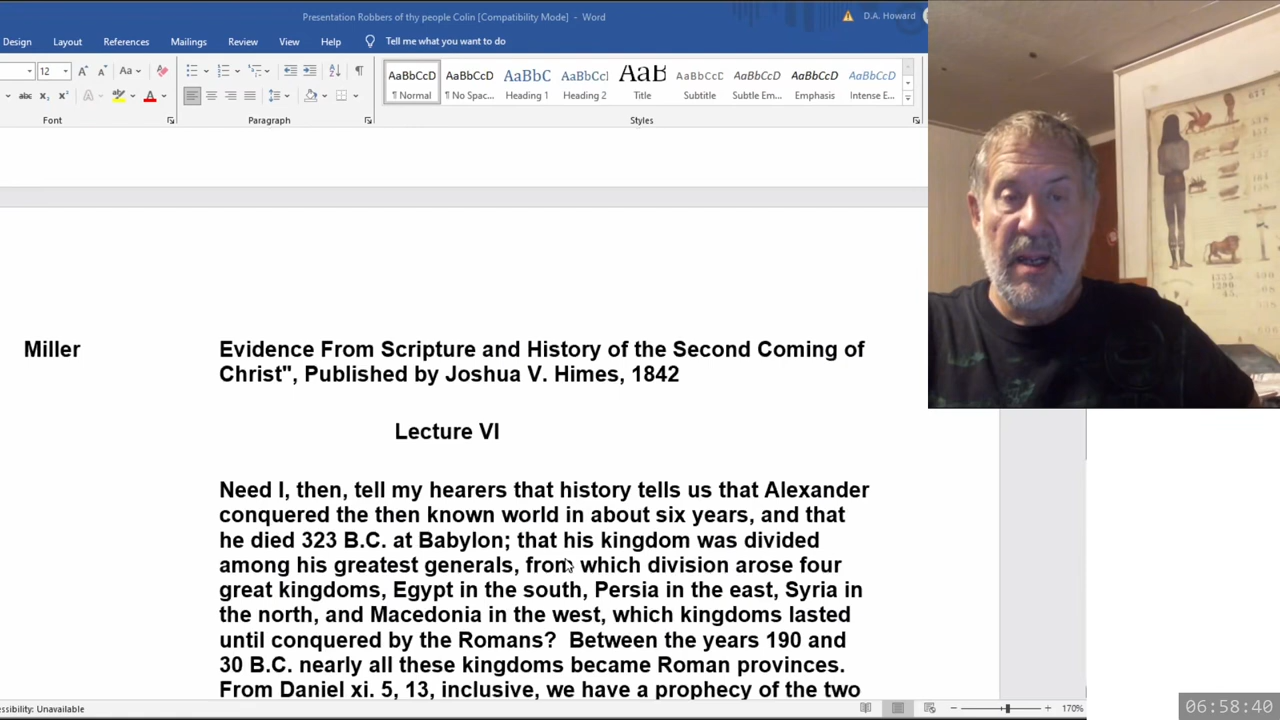 Presentation Robbers of thy people Colin [Compatibility Mode] - Word
D.A. Howard
Design Layout References Mailings Review View Help Tell me what you want to do
12 Aa
AaBbCcD AaBbCcD AaBbC AaBbCcl AaB AaBbCcD AaBbCcD AaBbCcD AaBbCcD
¶ Normal ¶ No Spac... Heading 1 Heading 2 Title Subtitle Subtle Em... Emphasis Intense E...
Font Paragraph Styles
Miller
Evidence From Scripture and History of the Second Coming of
Christ", Published by Joshua V. Himes, 1842
Lecture VI
Need I, then, tell my hearers that history tells us that Alexander
conquered the then known world in about six years, and that
he died 323 B.C. at Babylon; that his kingdom was divided
among his greatest generals, from which division arose four
great kingdoms, Egypt in the south, Persia in the east, Syria in
the north, and Macedonia in the west, which kingdoms lasted
until conquered by the Romans? Between the years 190 and
30 B.C. nearly all these kingdoms became Roman provinces.
From Daniel xi. 5, 13, inclusive, we have a prophecy of the two
ssibility: Unavailable
170%
677
06:58:40